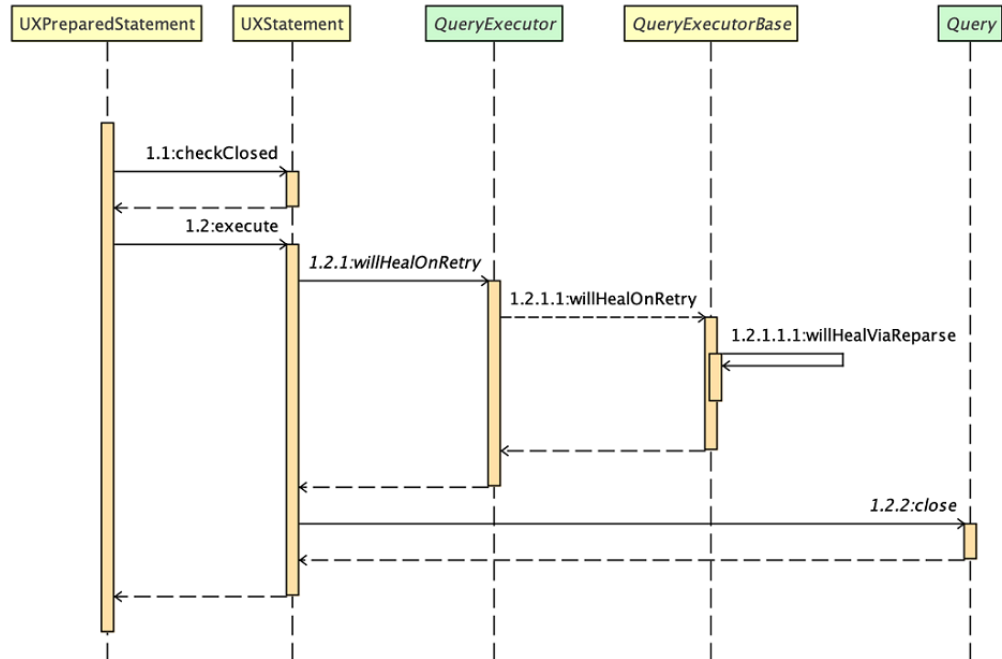 UXPreparedStatement
UXStatement
QueryExecutor
QueryExecutorBase
Query
1.1:checkClosed
1.2:execute
1.2.1:willHealOnRetry
1.2.1.1:willHealOnRetry
1.2.1.1.1:willHealViaReparse
1.2.2:close